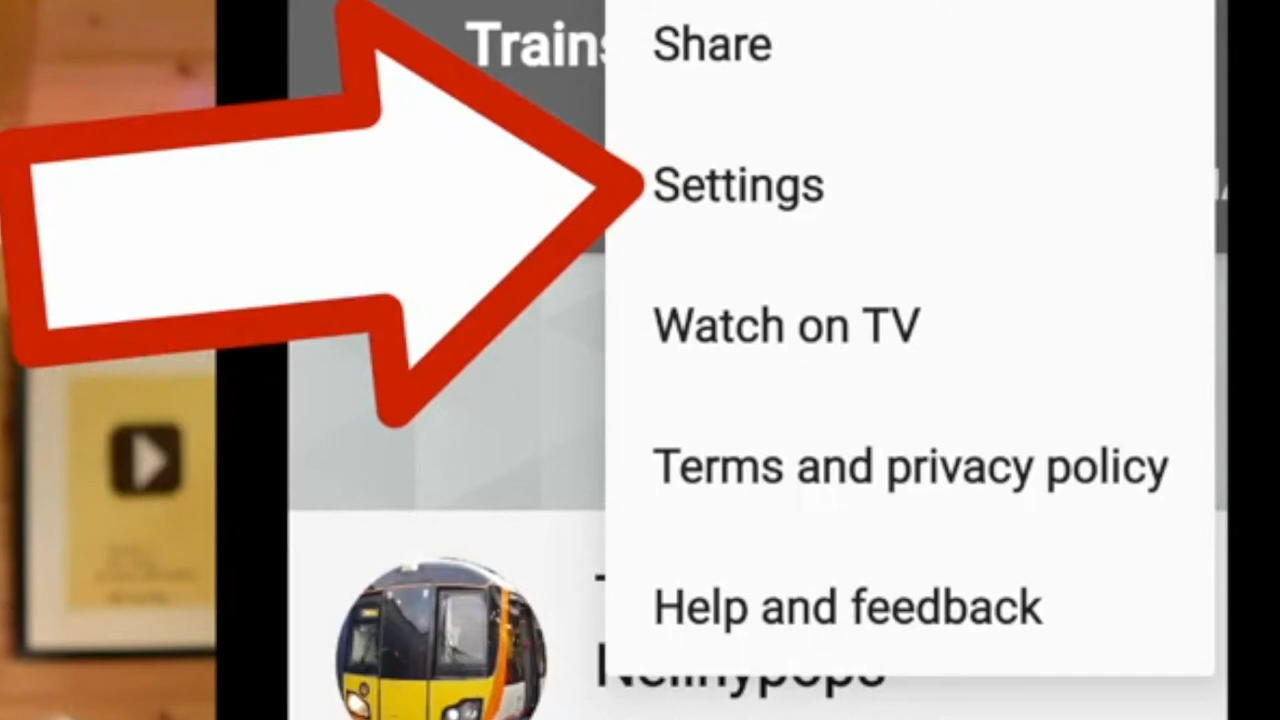 Trains
Share
Settings
Watch on TV
Terms and privacy policy
Help and feedback